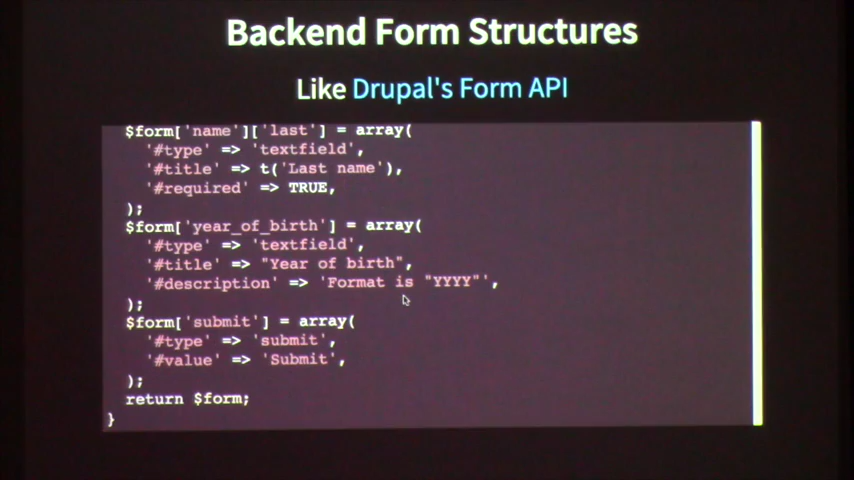 Backend Form Structures
Like Drupal's Form API
$form['name']['last'] = array(
'#type' => 'textfield',
'#title' => t('Last name'),
'#required' => TRUE,
);
$form['year_of_birth'] = array(
'#type' => 'textfield',
'#title' => "Year of birth",
'#description' => 'Format is "YYYY"',
);
$form['submit'] = array(
'#type' => 'submit',
'#value' => 'Submit',
);
return $form;
}